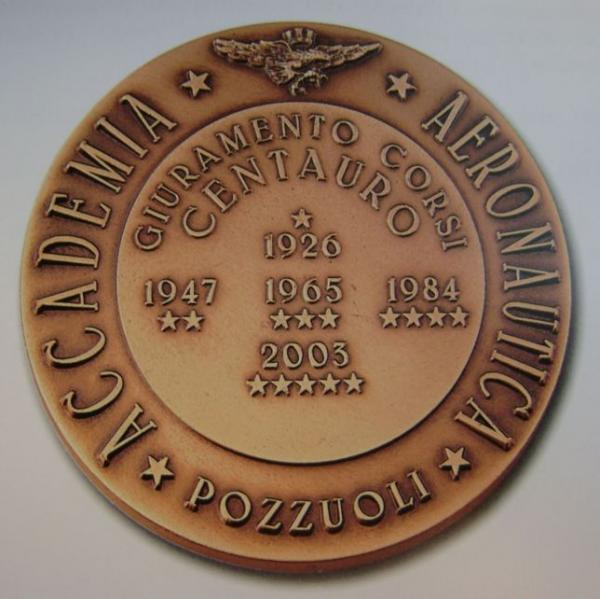 ACCADEMIA AERONAUTICA
GIURAMENTO CORSI
CENTAURO
1926
1947 1965 1984
2003
POZZUOLI